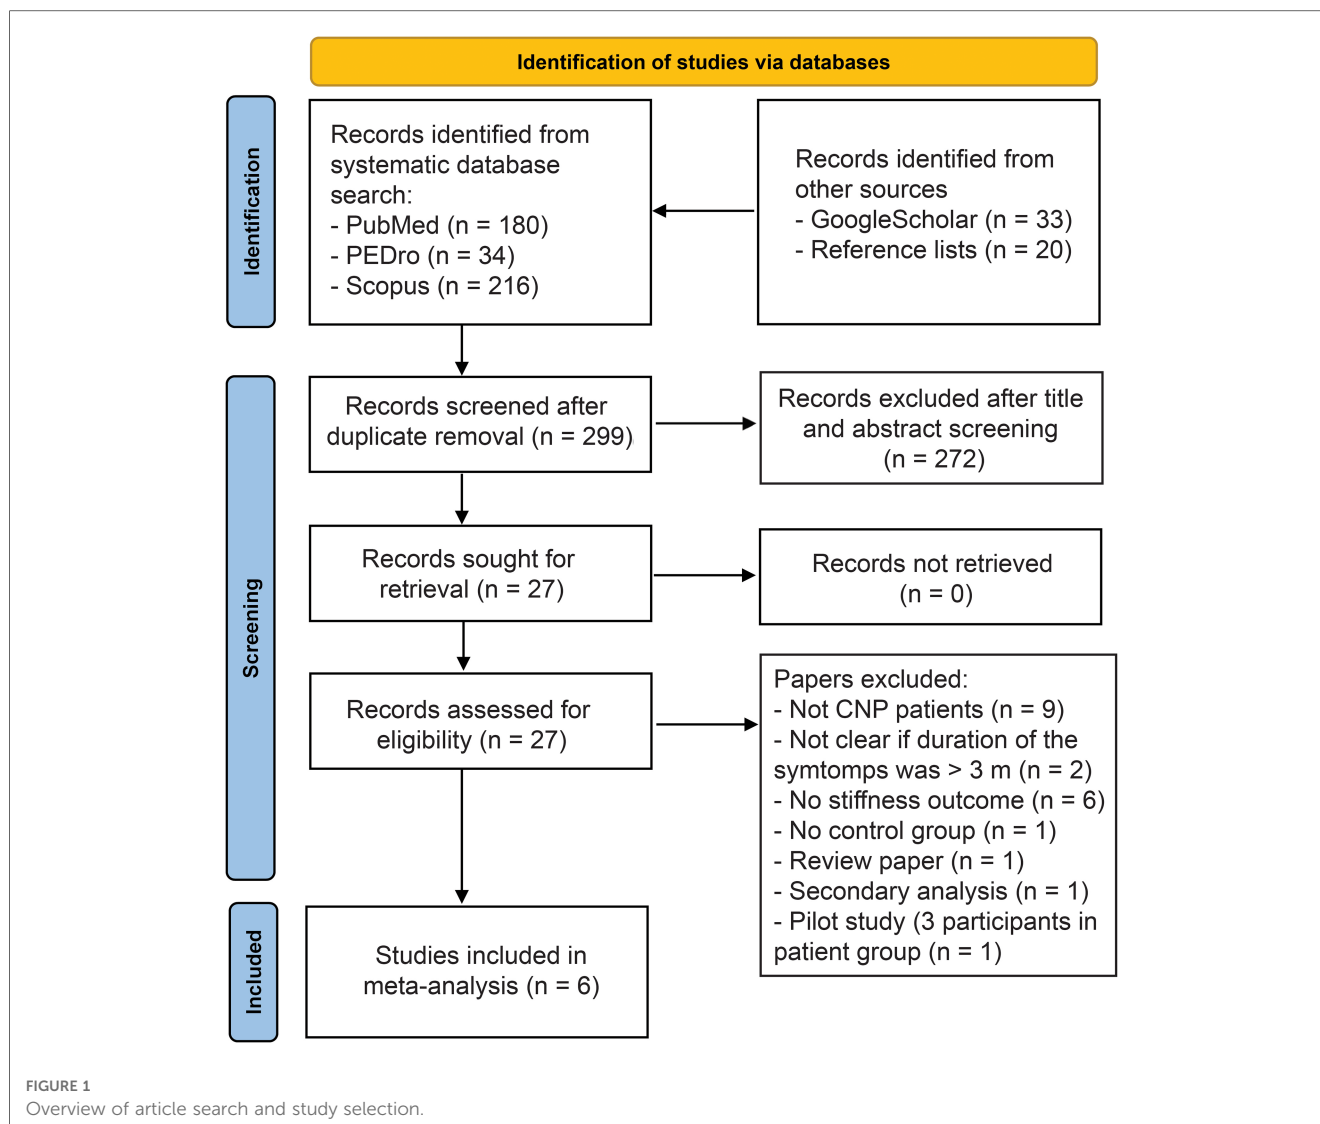 Identification of studies via databases
Identification
Records identified from
systematic database
search:
- PubMed (n = 180)
- PEDro (n = 34)
- Scopus (n = 216)
Records identified from
other sources
- GoogleScholar (n = 33)
- Reference lists (n = 20)
Screening
Records screened after
duplicate removal (n = 299)
Records excluded after title
and abstract screening
(n = 272)
Records sought for
retrieval (n = 27)
Records not retrieved
(n = 0)
Records assessed for
eligibility (n = 27)
Papers excluded:
- Not CNP patients (n = 9)
- Not clear if duration of the
symtomps was > 3 m (n = 2)
- No stiffness outcome (n = 6)
- No control group (n = 1)
- Review paper (n = 1)
- Secondary analysis (n = 1)
- Pilot study (3 participants in
patient group (n = 1)
Included
Studies included in
meta-analysis (n = 6)
FIGURE 1
Overview of article search and study selection.